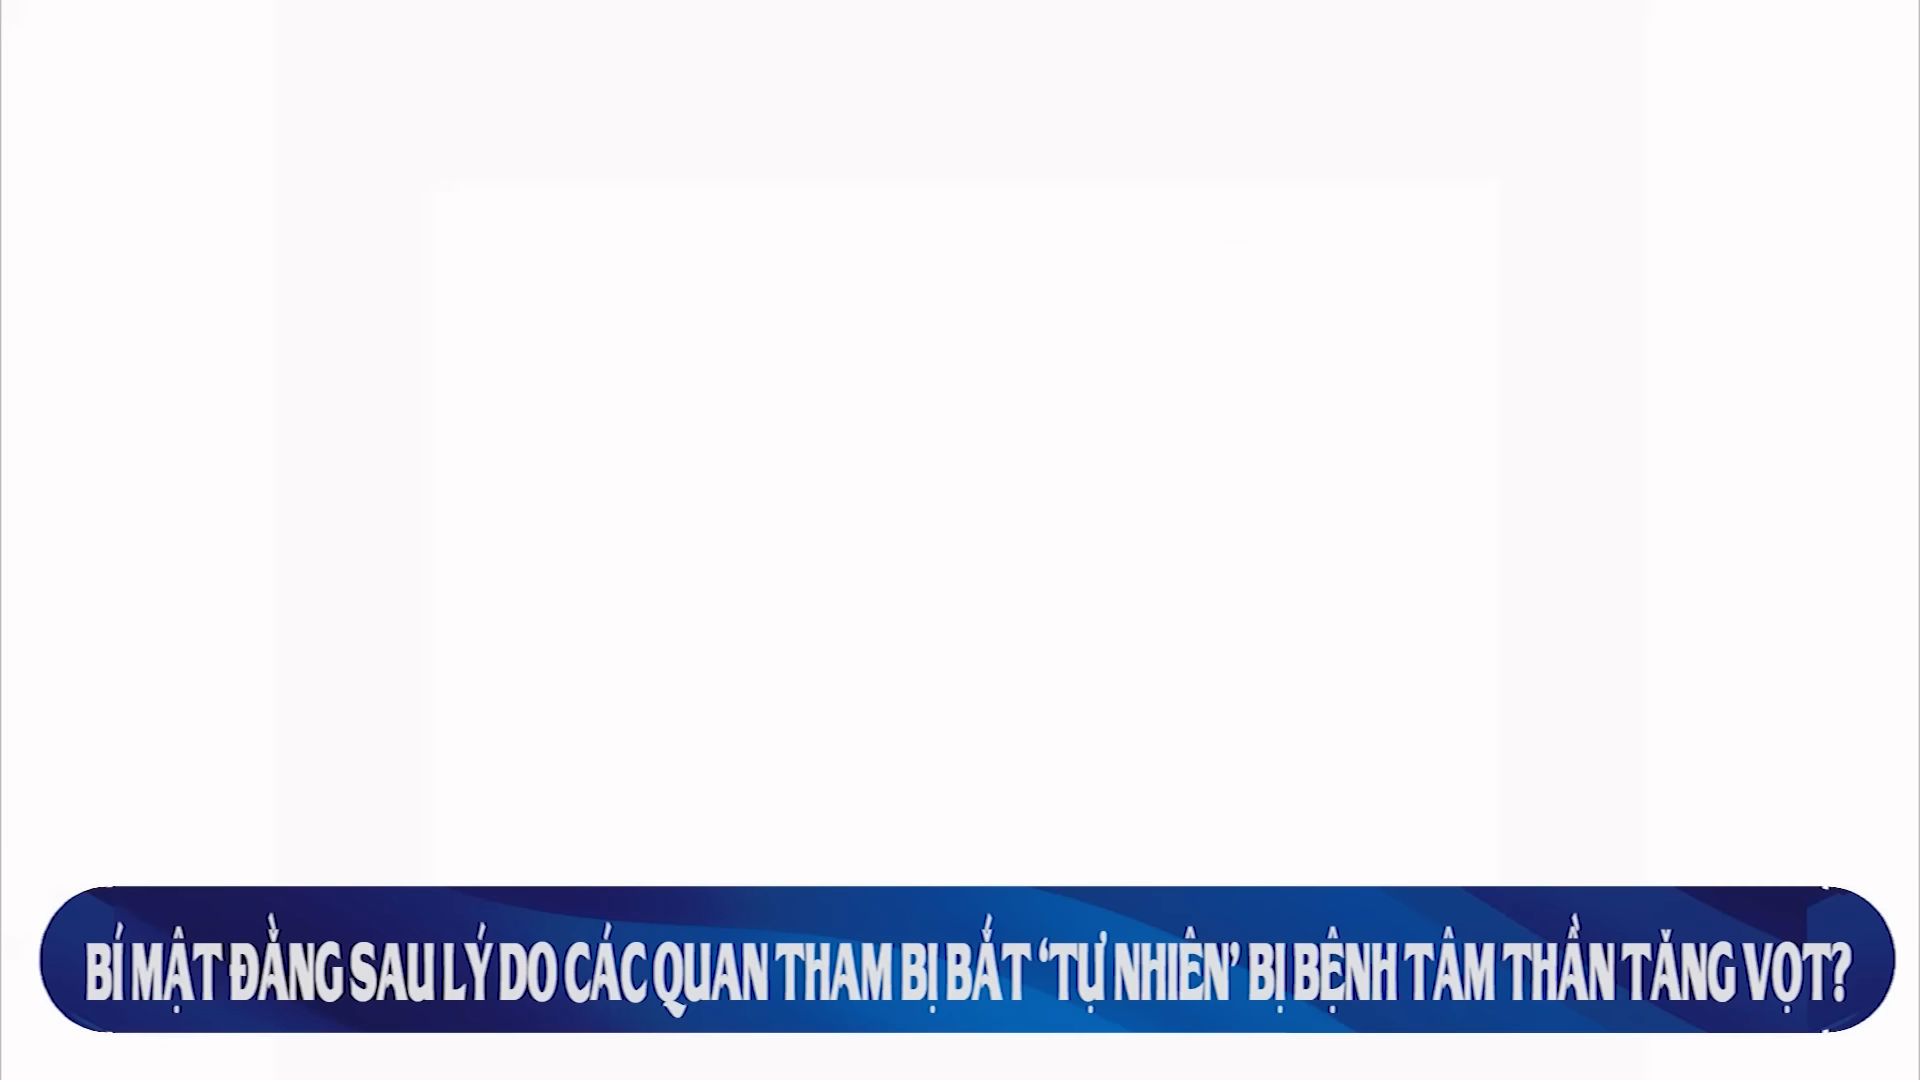 BÍ MẬT ĐẰNG SAU LÝ DO CÁC QUAN THAM BỊ BẮT ‘TỰ NHIÊN’ BỊ BỆNH TÂM THẦN TĂNG VỌT?